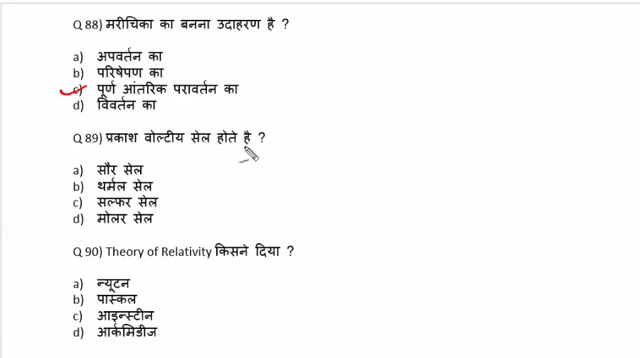 Q 88) मरीचिका का बनना उदाहरण है ?
a) अपवर्तन का
b) परिषेपण का
c) पूर्ण आंतरिक परावर्तन का
d) विवर्तन का
Q 89) प्रकाश वोल्टीय सेल होते है ?
a) सौर सेल
b) थर्मल सेल
c) सल्फर सेल
d) मोलर सेल
Q 90) Theory of Relativity किसने दिया ?
a) न्यूटन
b) पास्कल
c) आइन्स्टीन
d) आर्कमिडीज